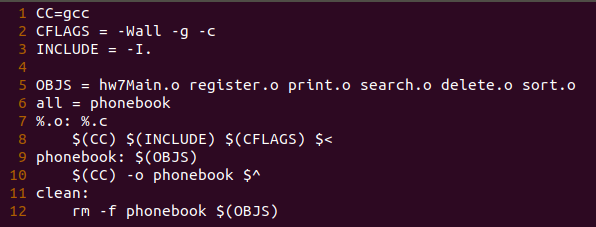 1 CC=gcc
2 CFLAGS = -Wall -g -c
3 INCLUDE = -I.
4
5 OBJS = hw7Main.o register.o print.o search.o delete.o sort.o
6 all = phonebook
7 %.o: %.c
8     $(CC) $(INCLUDE) $(CFLAGS) $<
9 phonebook: $(OBJS)
10     $(CC) -o phonebook $^
11 clean:
12     rm -f phonebook $(OBJS)